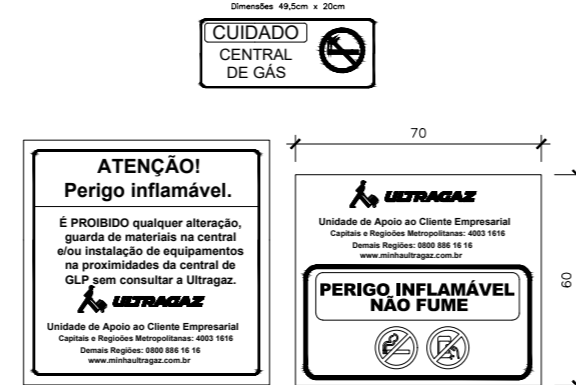 Dimensões 49,5cm x 20cm
CUIDADO
CENTRAL
DE GÁS
ATENÇÃO!
Perigo inflamável.
É PROIBIDO qualquer alteração,
guarda de materiais na central
e/ou instalação de equipamentos
na proximidades da central de
GLP sem consultar a Ultragaz.
ULTRAGAZ
Unidade de Apoio ao Cliente Empresarial
Capitais e Regiões Metropolitanas: 4003 1616
Demais Regiões: 0800 886 16 16
www.minhaultragaz.com.br
70
ULTRAGAZ
Unidade de Apoio ao Cliente Empresarial
Capitais e Regiões Metropolitanas: 4003 1616
Demais Regiões: 0800 886 16 16
www.minhaultragaz.com.br
PERIGO INFLAMÁVEL
NÃO FUME
60